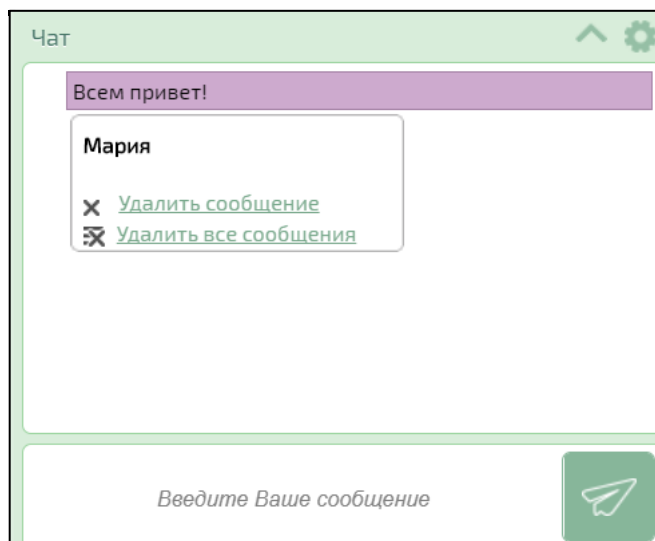 Чат
Всем привет!
Мария
Удалить сообщение
Удалить все сообщения
Введите Ваше сообщение